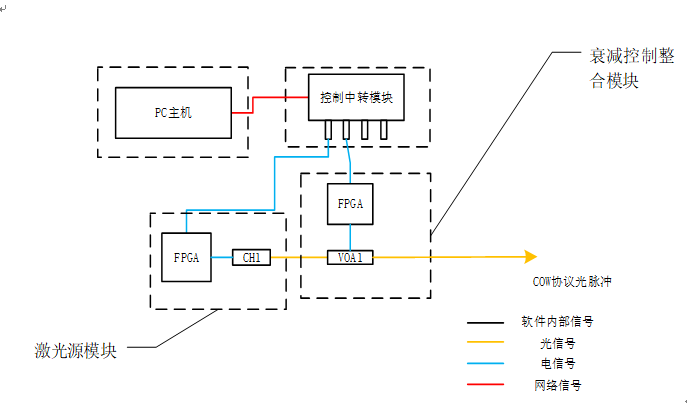 衰减控制整
合模块
PC主机
控制中转模块
FPGA
FPGA
CH1
VOA1
COW协议光脉冲
激光源模块
软件内部信号
光信号
电信号
网络信号